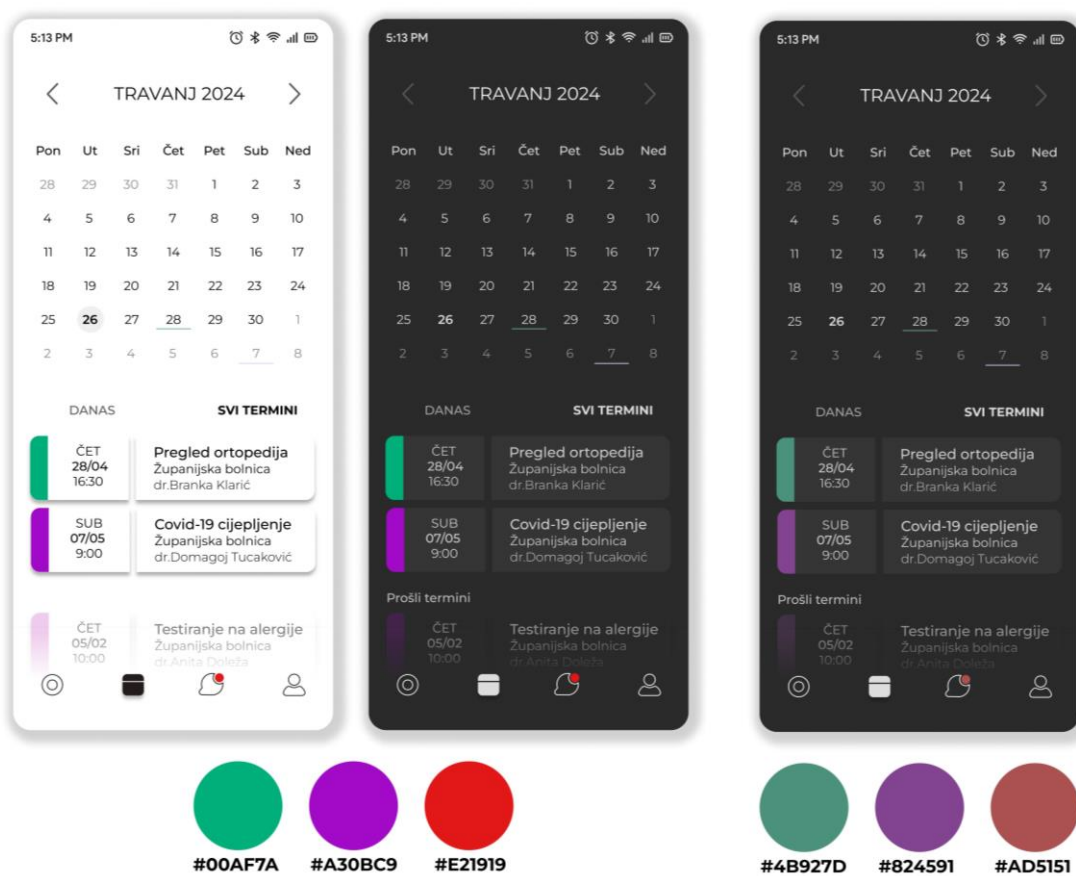 5:13 PM
TRAVANJ 2024
Pon Ut Sri Čet Pet Sub Ned
28 29 30 31 1 2 3
4 5 6 7 8 9 10
11 12 13 14 15 16 17
18 19 20 21 22 23 24
25 26 27 28 29 30 1
2 3 4 5 6 7 8
DANAS SVI TERMINI
ČET
28/04
16:30
Pregled ortopedija
Županijska bolnica
dr.Branka Klarić
SUB
07/05
9:00
Covid-19 cijepljenje
Županijska bolnica
dr.Domagoj Tucaković
ČET
05/02
10:00
Testiranje na alergije
Županijska bolnica
dr.Anita Doleža
5:13 PM
TRAVANJ 2024
Pon Ut Sri Čet Pet Sub Ned
28 29 30 31 1 2 3
4 5 6 7 8 9 10
11 12 13 14 15 16 17
18 19 20 21 22 23 24
25 26 27 28 29 30 1
2 3 4 5 6 7 8
DANAS SVI TERMINI
ČET
28/04
16:30
Pregled ortopedija
Županijska bolnica
dr.Branka Klarić
SUB
07/05
9:00
Covid-19 cijepljenje
Županijska bolnica
dr.Domagoj Tucaković
Prošli termini
ČET
05/02
10:00
Testiranje na alergije
Županijska bolnica
dr.Anita Doleža
5:13 PM
TRAVANJ 2024
Pon Ut Sri Čet Pet Sub Ned
28 29 30 31 1 2 3
4 5 6 7 8 9 10
11 12 13 14 15 16 17
18 19 20 21 22 23 24
25 26 27 28 29 30 1
2 3 4 5 6 7 8
DANAS SVI TERMINI
ČET
28/04
16:30
Pregled ortopedija
Županijska bolnica
dr.Branka Klarić
SUB
07/05
9:00
Covid-19 cijepljenje
Županijska bolnica
dr.Domagoj Tucaković
Prošli termini
ČET
05/02
10:00
Testiranje na alergije
Županijska bolnica
dr.Anita Doleža
#00AF7A #A30BC9 #E21919
#4B927D #824591 #AD5151